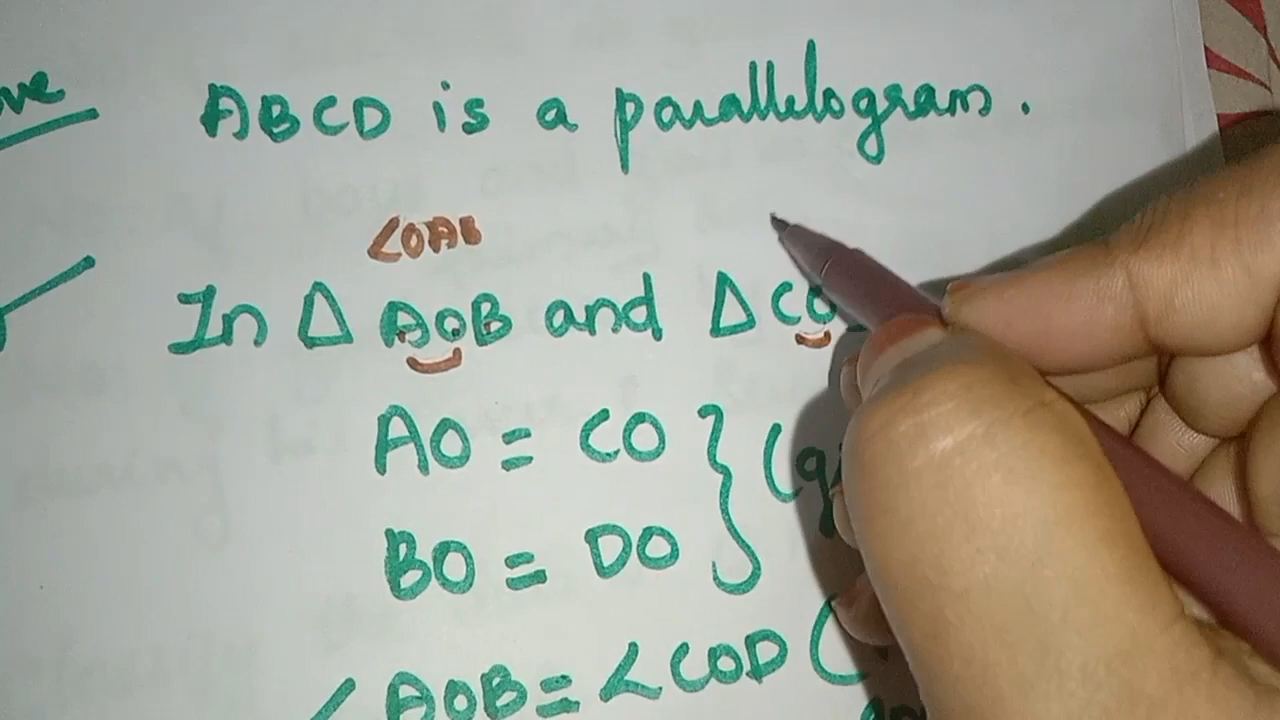 ABCD is a parallelogram.
∠OAB
In Δ AOB and Δ CO
AO = CO
BO = DO
∠AOB = ∠COD (